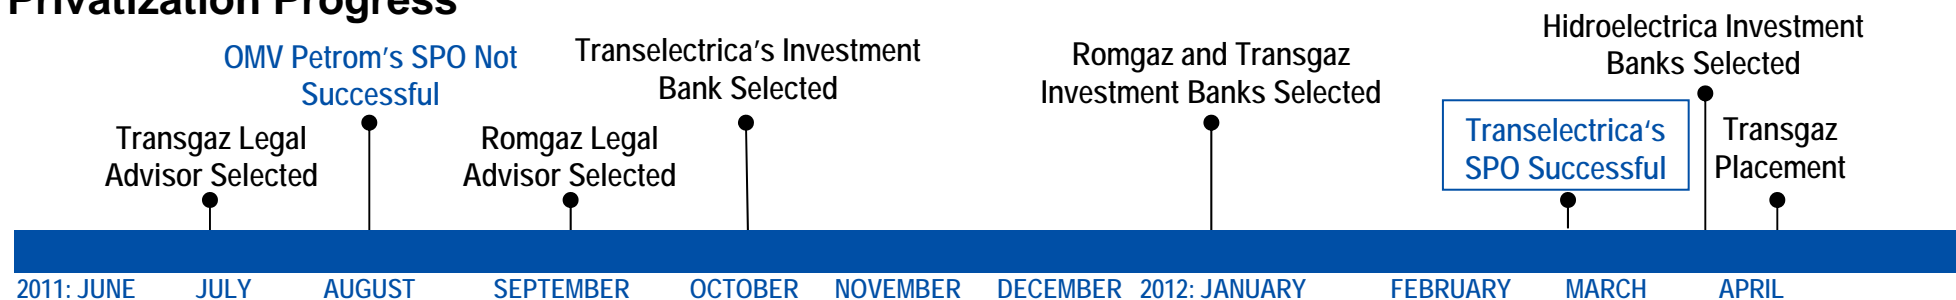 Privatization Progress
OMV Petrom's SPO Not
Successful
Transelectrica's Investment
Bank Selected
Romgaz and Transgaz
Investment Banks Selected
Hidroelectrica Investment
Banks Selected
Transgaz Legal
Advisor Selected
Romgaz Legal
Advisor Selected
Transelectrica‘s
SPO Successful
Transgaz
Placement
2011: JUNE JULY AUGUST SEPTEMBER OCTOBER NOVEMBER DECEMBER 2012: JANUARY FEBRUARY MARCH APRIL